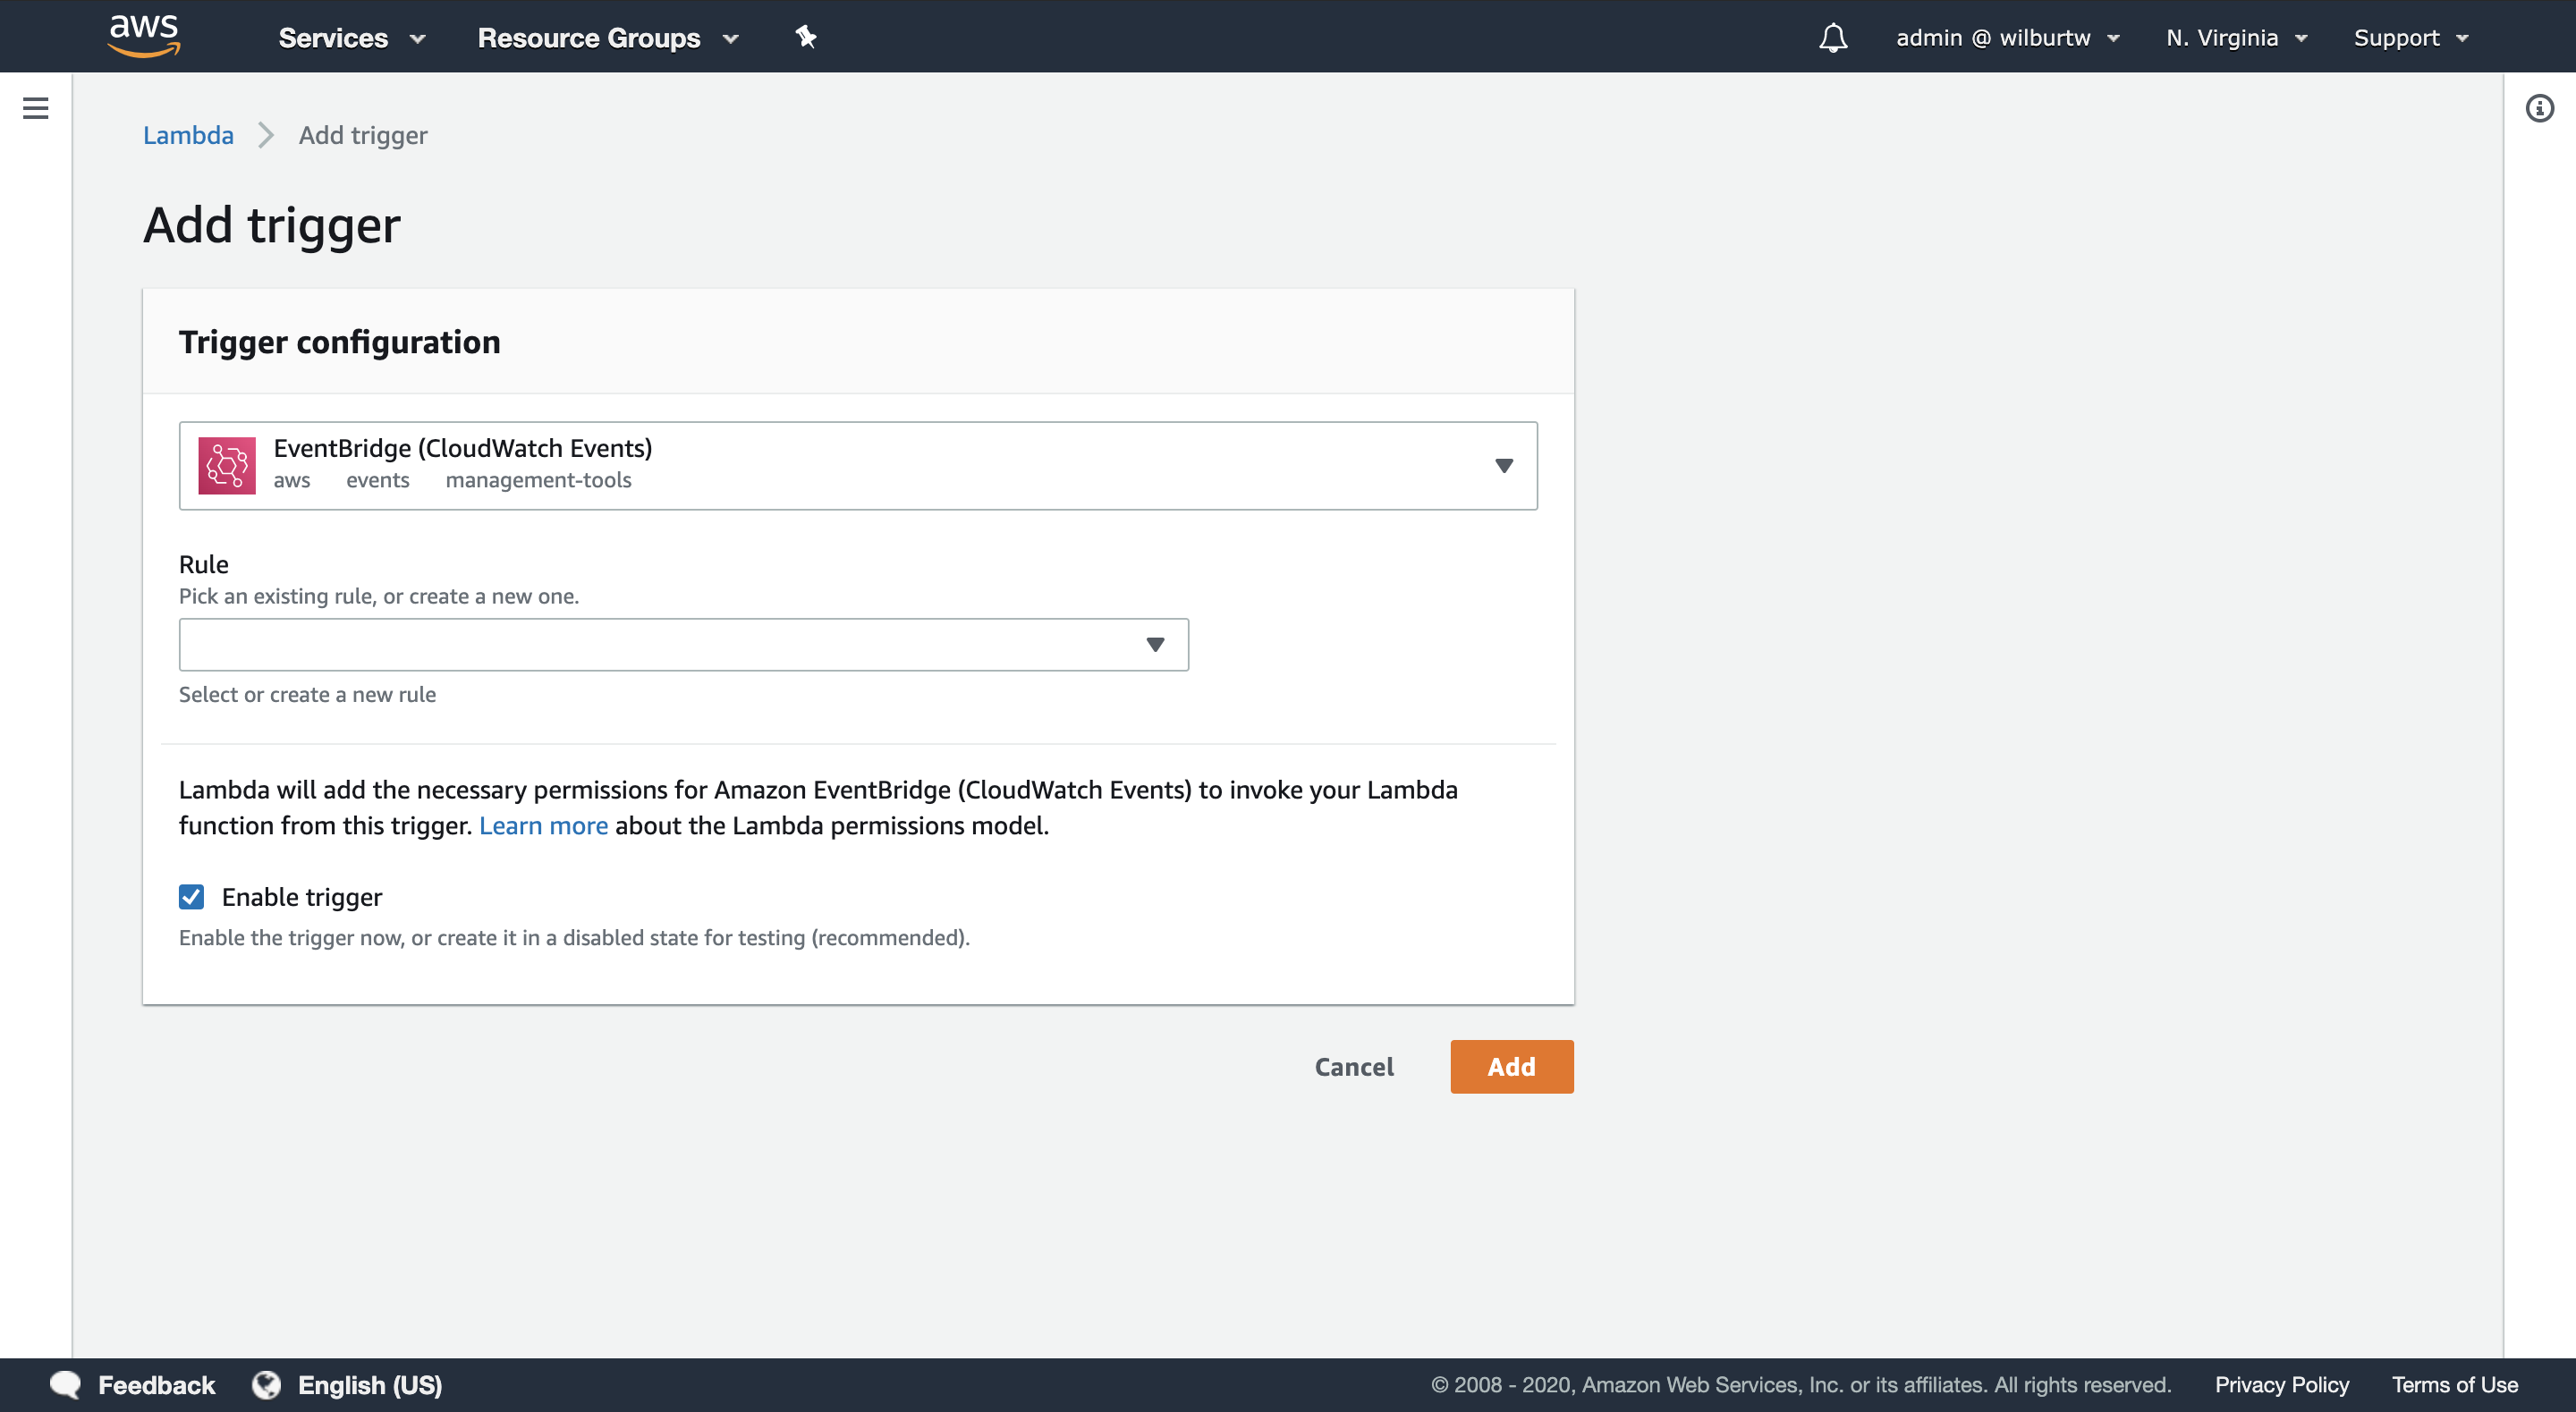 aws Services Resource Groups admin @ wilburtw N. Virginia Support
Lambda Add trigger
Add trigger
Trigger configuration
EventBridge (CloudWatch Events)
aws events management-tools
Rule
Pick an existing rule, or create a new one.
Select or create a new rule
Lambda will add the necessary permissions for Amazon EventBridge (CloudWatch Events) to invoke your Lambda
function from this trigger. Learn more about the Lambda permissions model.
Enable trigger
Enable the trigger now, or create it in a disabled state for testing (recommended).
Cancel Add
Feedback English (US) © 2008 - 2020, Amazon Web Services, Inc. or its affiliates. All rights reserved. Privacy Policy Terms of Use